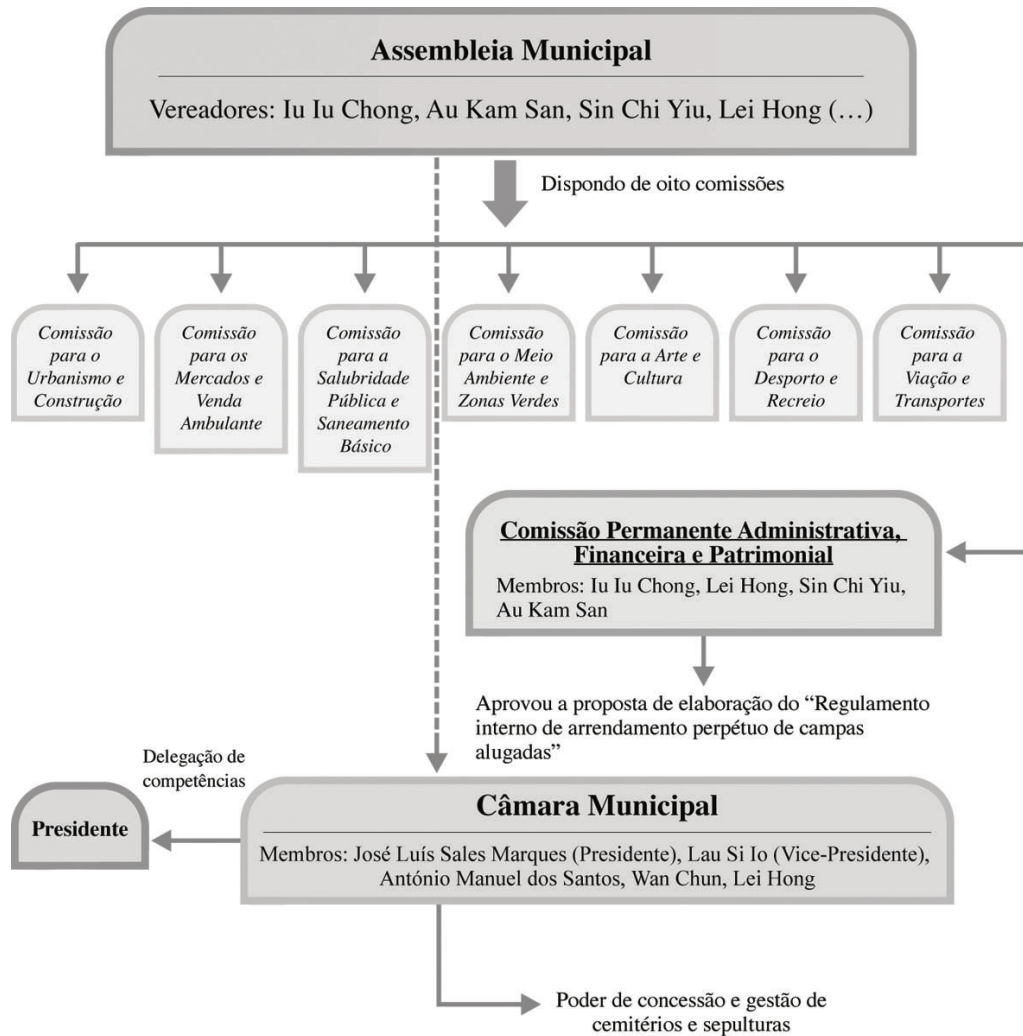 Assembleia Municipal
Vereadores: Iu Iu Chong, Au Kam San, Sin Chi Yiu, Lei Hong (…)
Dispondo de oito comissões
Comissão
para o
Urbanismo e
Construção
Comissão
para os
Mercados e
Venda
Ambulante
Comissão
para a
Salubridade
Pública e
Saneamento
Básico
Comissão
para o Meio
Ambiente e
Zonas Verdes
Comissão
para a Arte e
Cultura
Comissão
para o
Desporto e
Recreio
Comissão
para a
Viação e
Transportes
Comissão Permanente Administrativa,
Financeira e Patrimonial
Membros: Iu Iu Chong, Lei Hong, Sin Chi Yiu,
Au Kam San
Aprovou a proposta de elaboração do “Regulamento
interno de arrendamento perpétuo de campas
alugadas”
Delegação de
competências
Presidente
Câmara Municipal
Membros: José Luís Sales Marques (Presidente), Lau Si Io (Vice-Presidente),
António Manuel dos Santos, Wan Chun, Lei Hong
Poder de concessão e gestão de
cemitérios e sepulturas